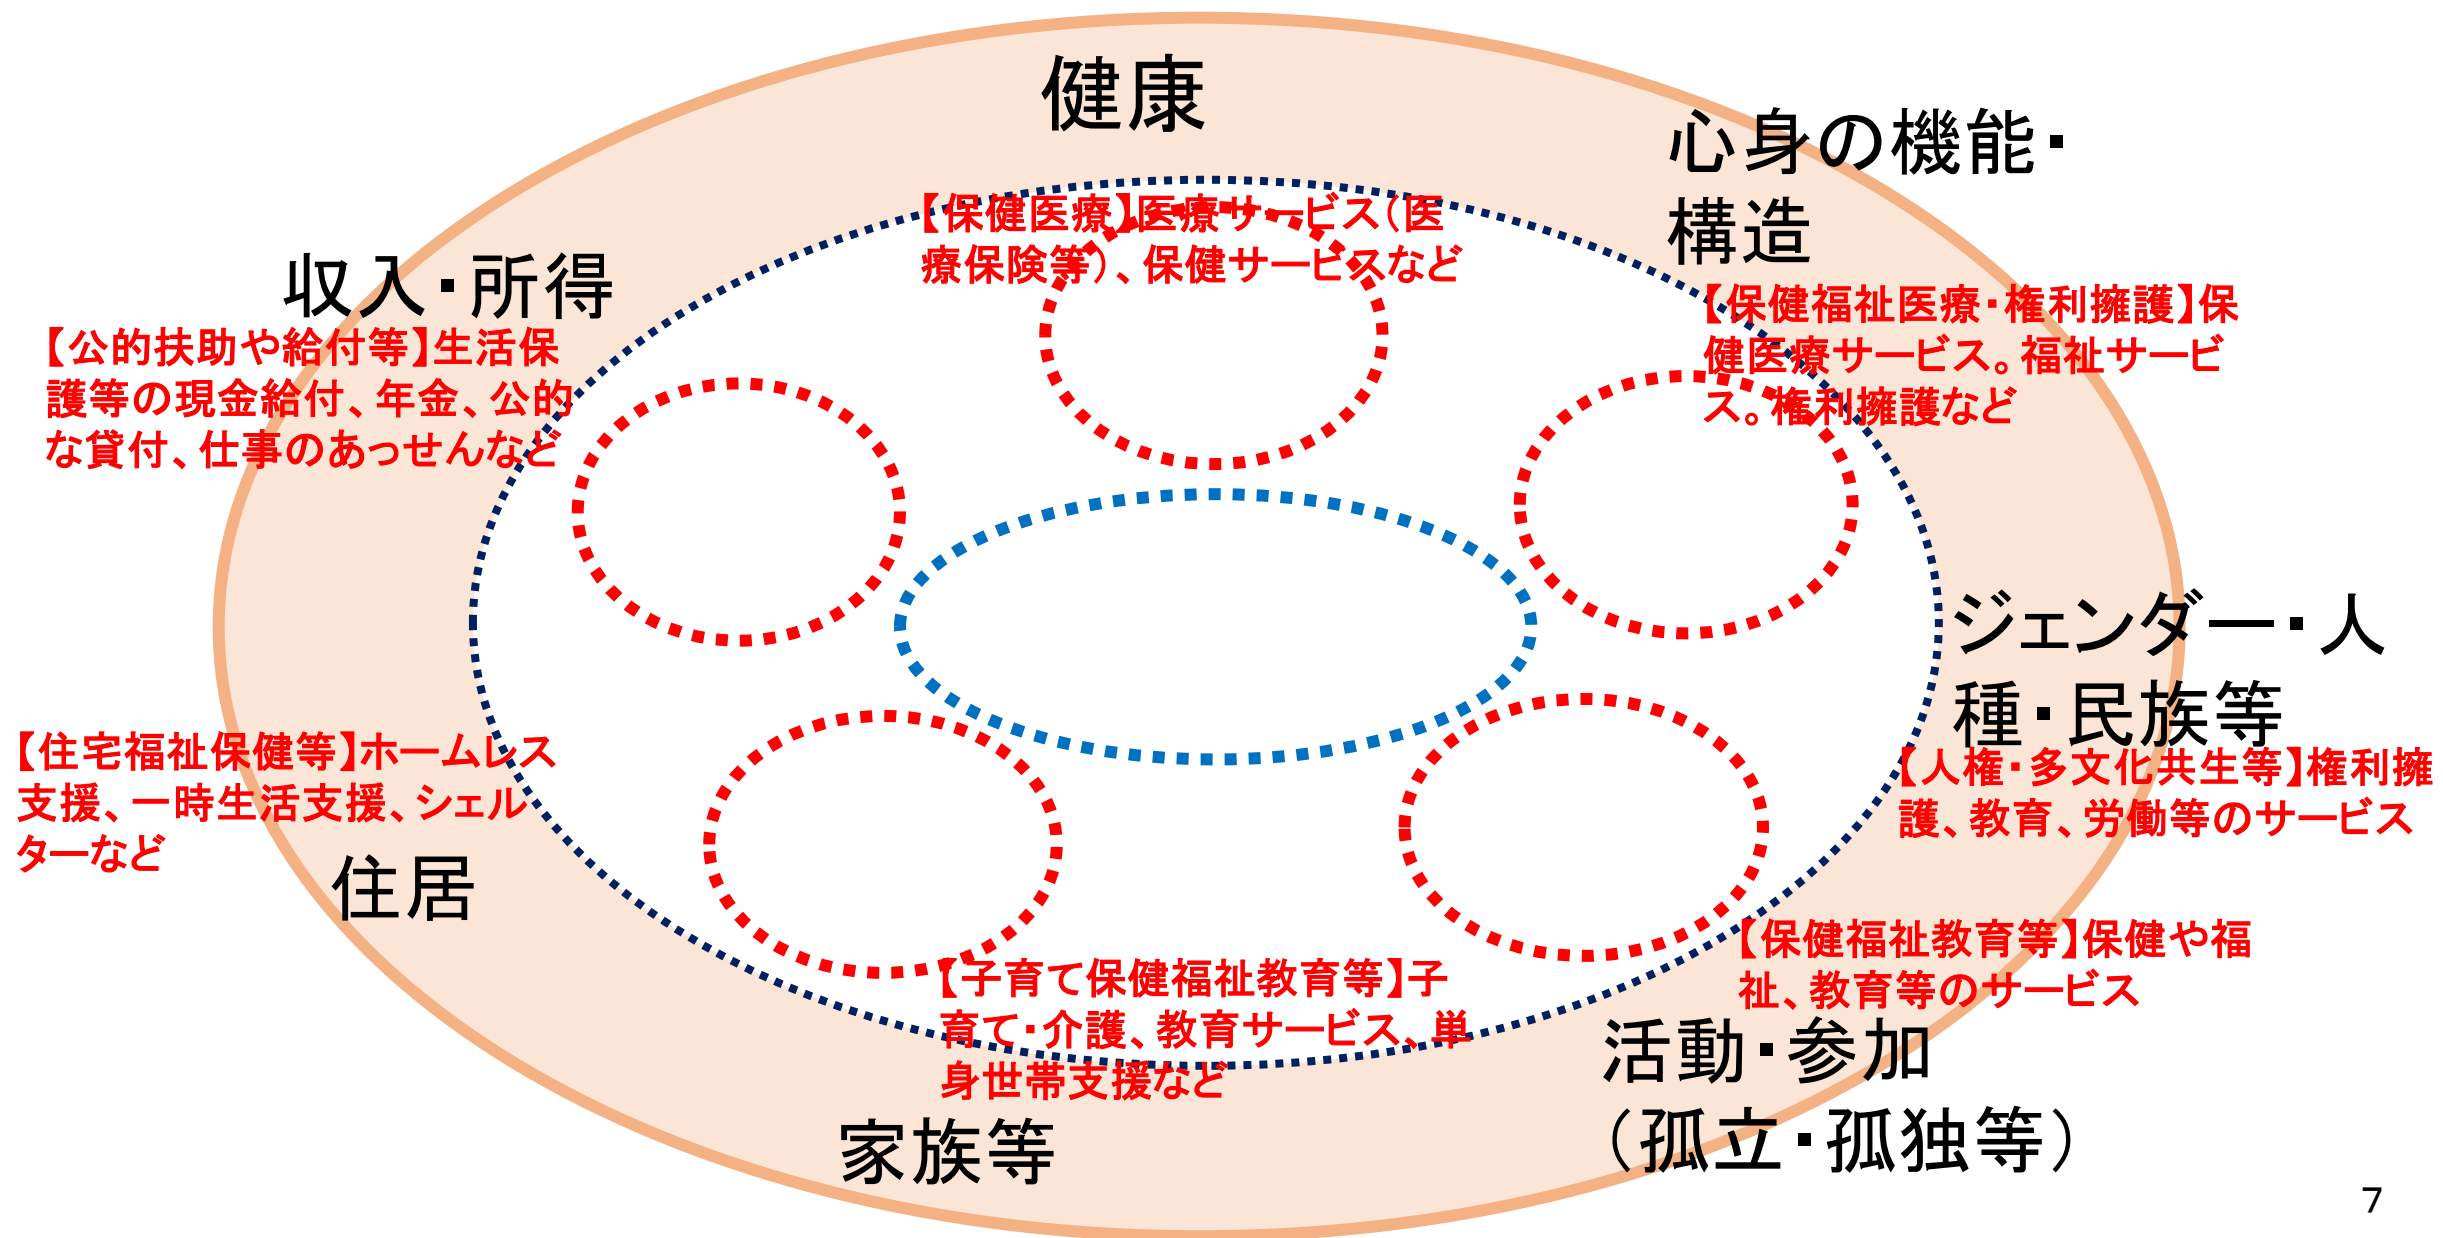 健康
【保健医療】医療サービス（医
療保険等）、保健サービスなど
心身の機能・
構造
【保健福祉医療・権利擁護】保
健医療サービス。福祉サービ
ス。権利擁護など
収入・所得
【公的扶助や給付等】生活保
護等の現金給付、年金、公的
な貸付、仕事のあっせんなど
ジェンダー・人
種・民族等
【人権・多文化共生等】権利擁
護、教育、労働等のサービス
【住宅福祉保健等】ホームレス
支援、一時生活支援、シェル
ターなど
住居
【保健福祉教育等】保健や福
祉、教育等のサービス
活動・参加
（孤立・孤独等）
【子育て保健福祉教育等】子
育て・介護、教育サービス、単
身世帯支援など
家族等
7